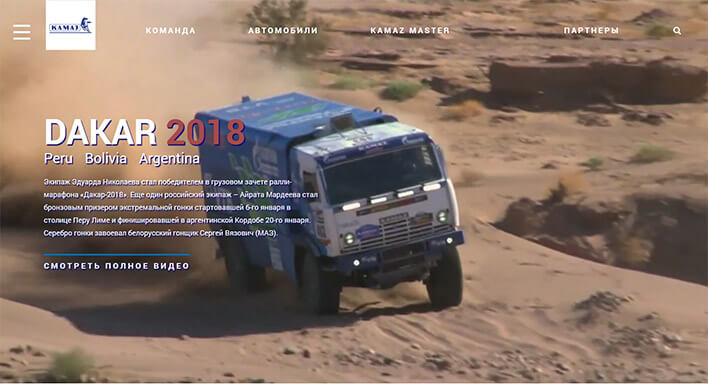 KAMAZ
КОМАНДА
АВТОМОБИЛИ
KAMAZ MASTER
ПАРТНЕРЫ
DAKAR 2018
Peru Bolivia Argentina
Экипаж Эдуарда Николаева стал победителем в грузовом зачете ралли-
марафона «Дакар-2018». Еще один российский экипаж – Айрата Мардеева стал
бронзовым призером экстремальной гонки стартовавшей 6-го января в
столице Перу Лиме и финишировавшей в аргентинской Кордобе 20-го января.
Серебро гонки завоевал белорусский гонщик Сергей Вязович (МАЗ).
СМОТРЕТЬ ПОЛНОЕ ВИДЕО
KAMAZ